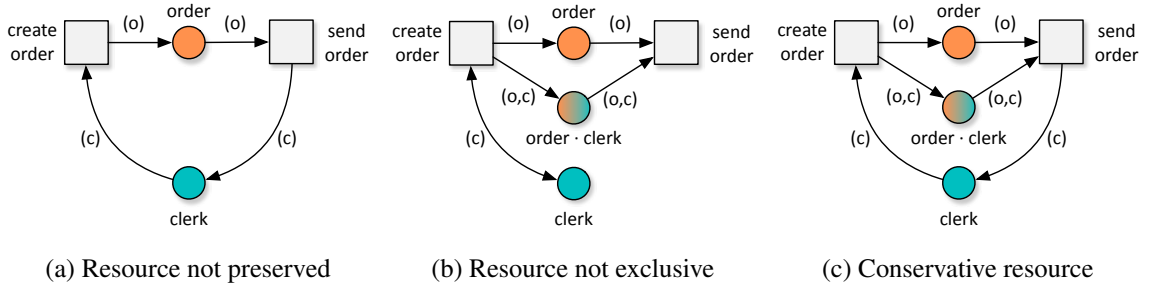 create
order
(o)
order
(o)
send
order
(c)
(c)
clerk
(a) Resource not preserved
create
order
(o)
order
(o)
send
order
(o,c)
(o,c)
order · clerk
(c)
clerk
(b) Resource not exclusive
create
order
(o)
order
(o)
send
order
(o,c)
(o,c)
order · clerk
(c)
(c)
clerk
(c) Conservative resource